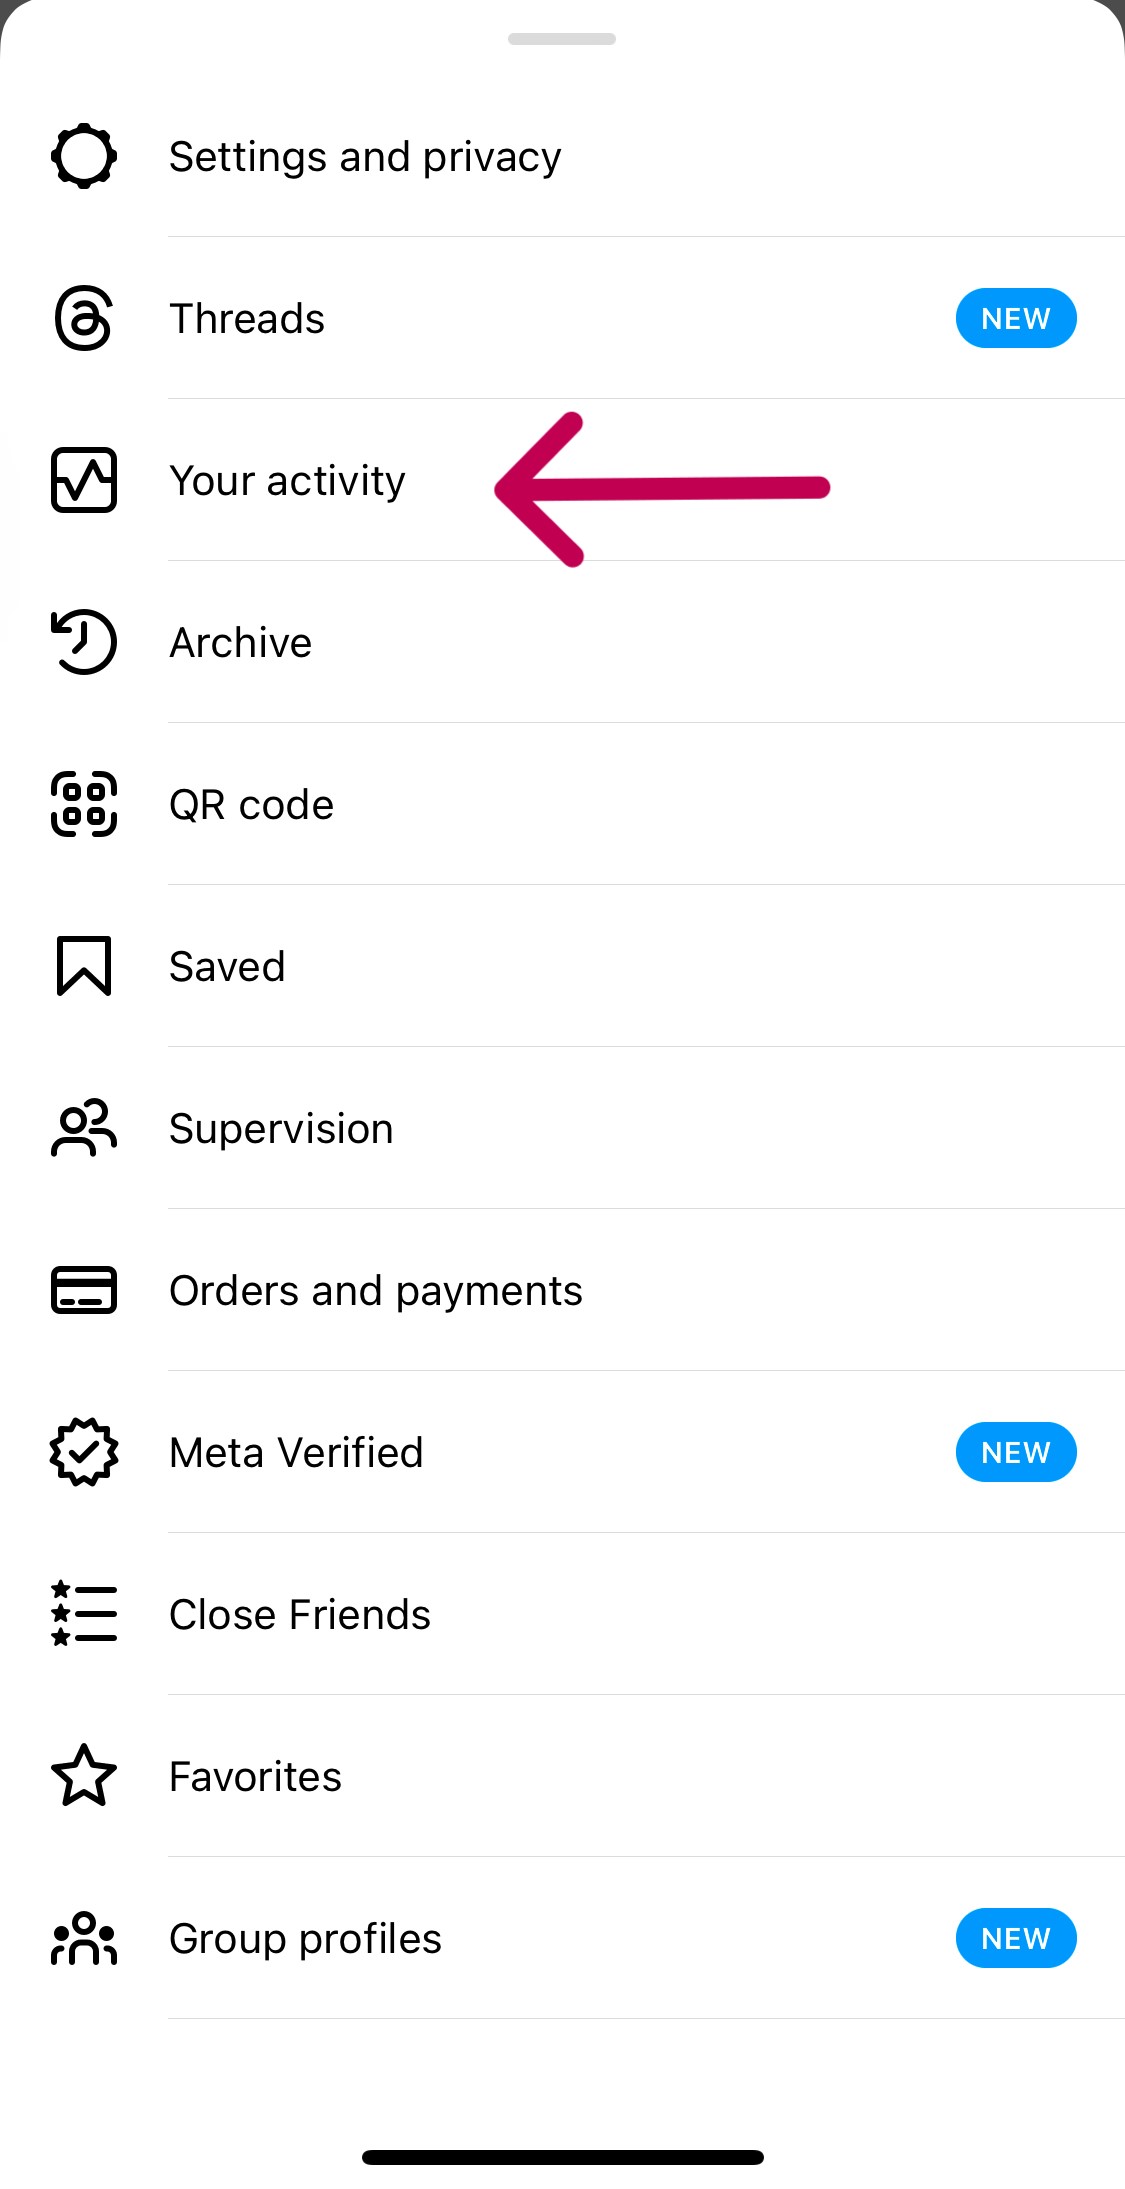 Settings and privacy
Threads NEW
Your activity
Archive
QR code
Saved
Supervision
Orders and payments
Meta Verified NEW
Close Friends
Favorites
Group profiles NEW